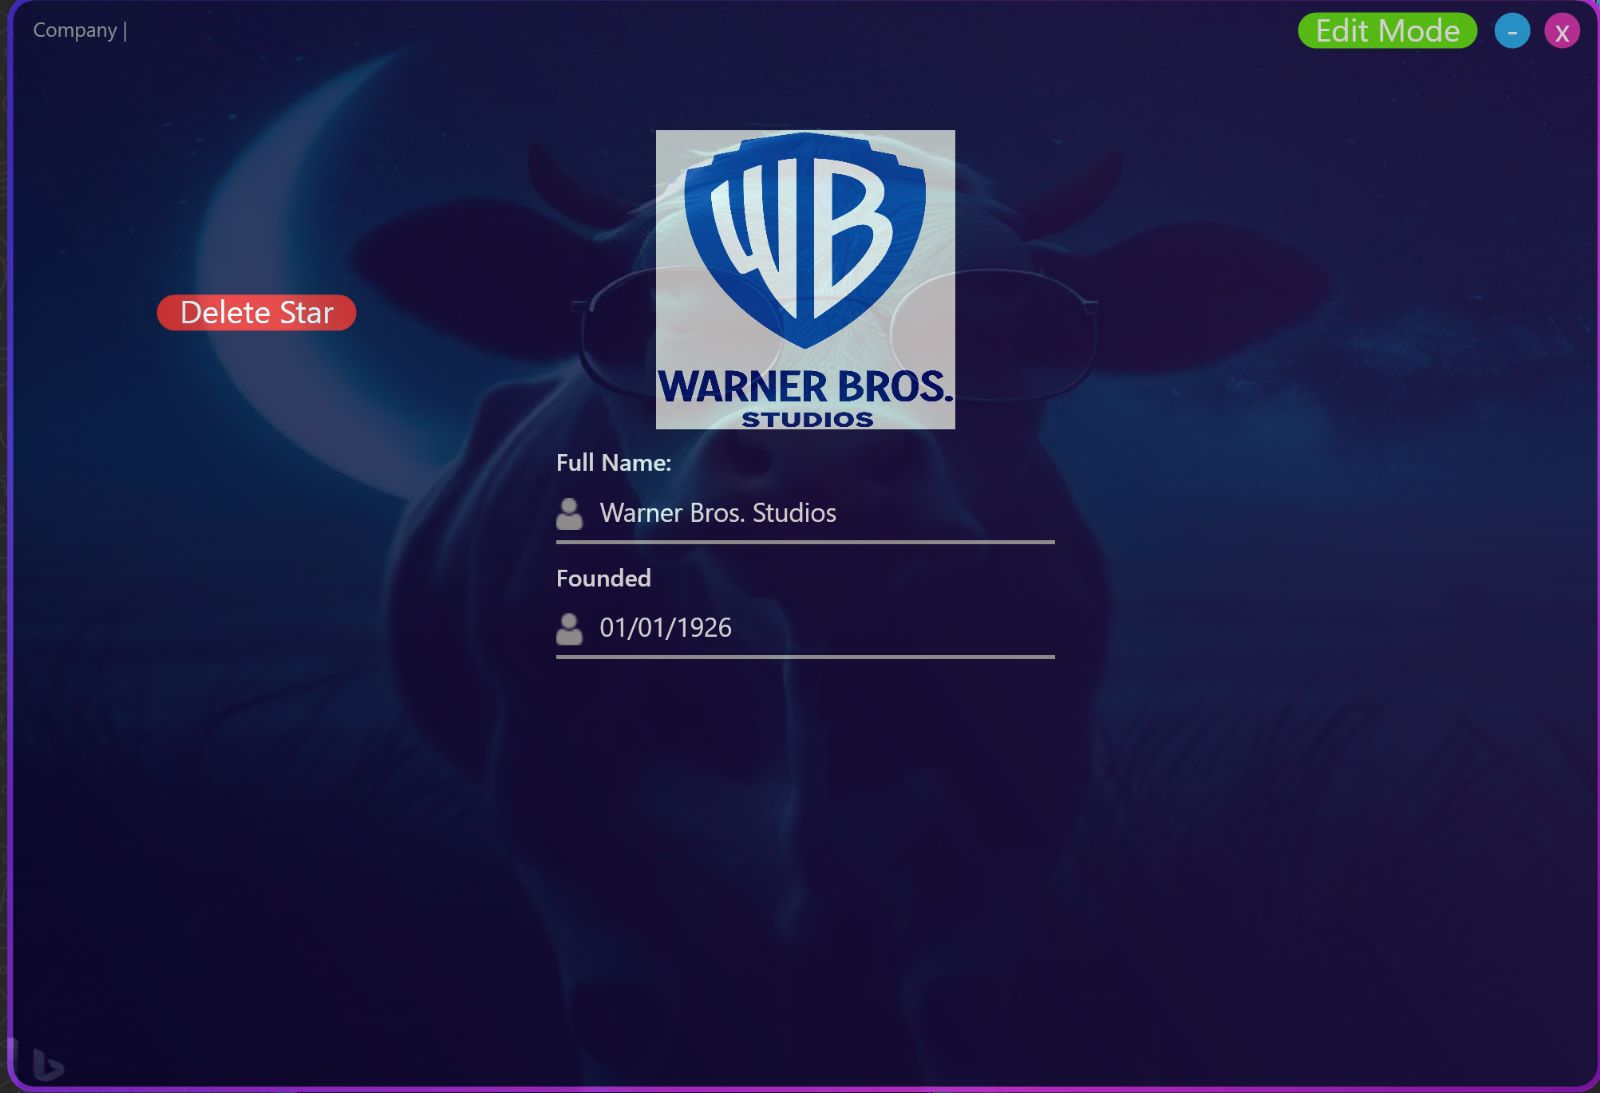 Company |
Edit Mode
-
x
WB
WARNER BROS.
STUDIOS
Delete Star
Full Name:
Warner Bros. Studios
Founded
01/01/1926